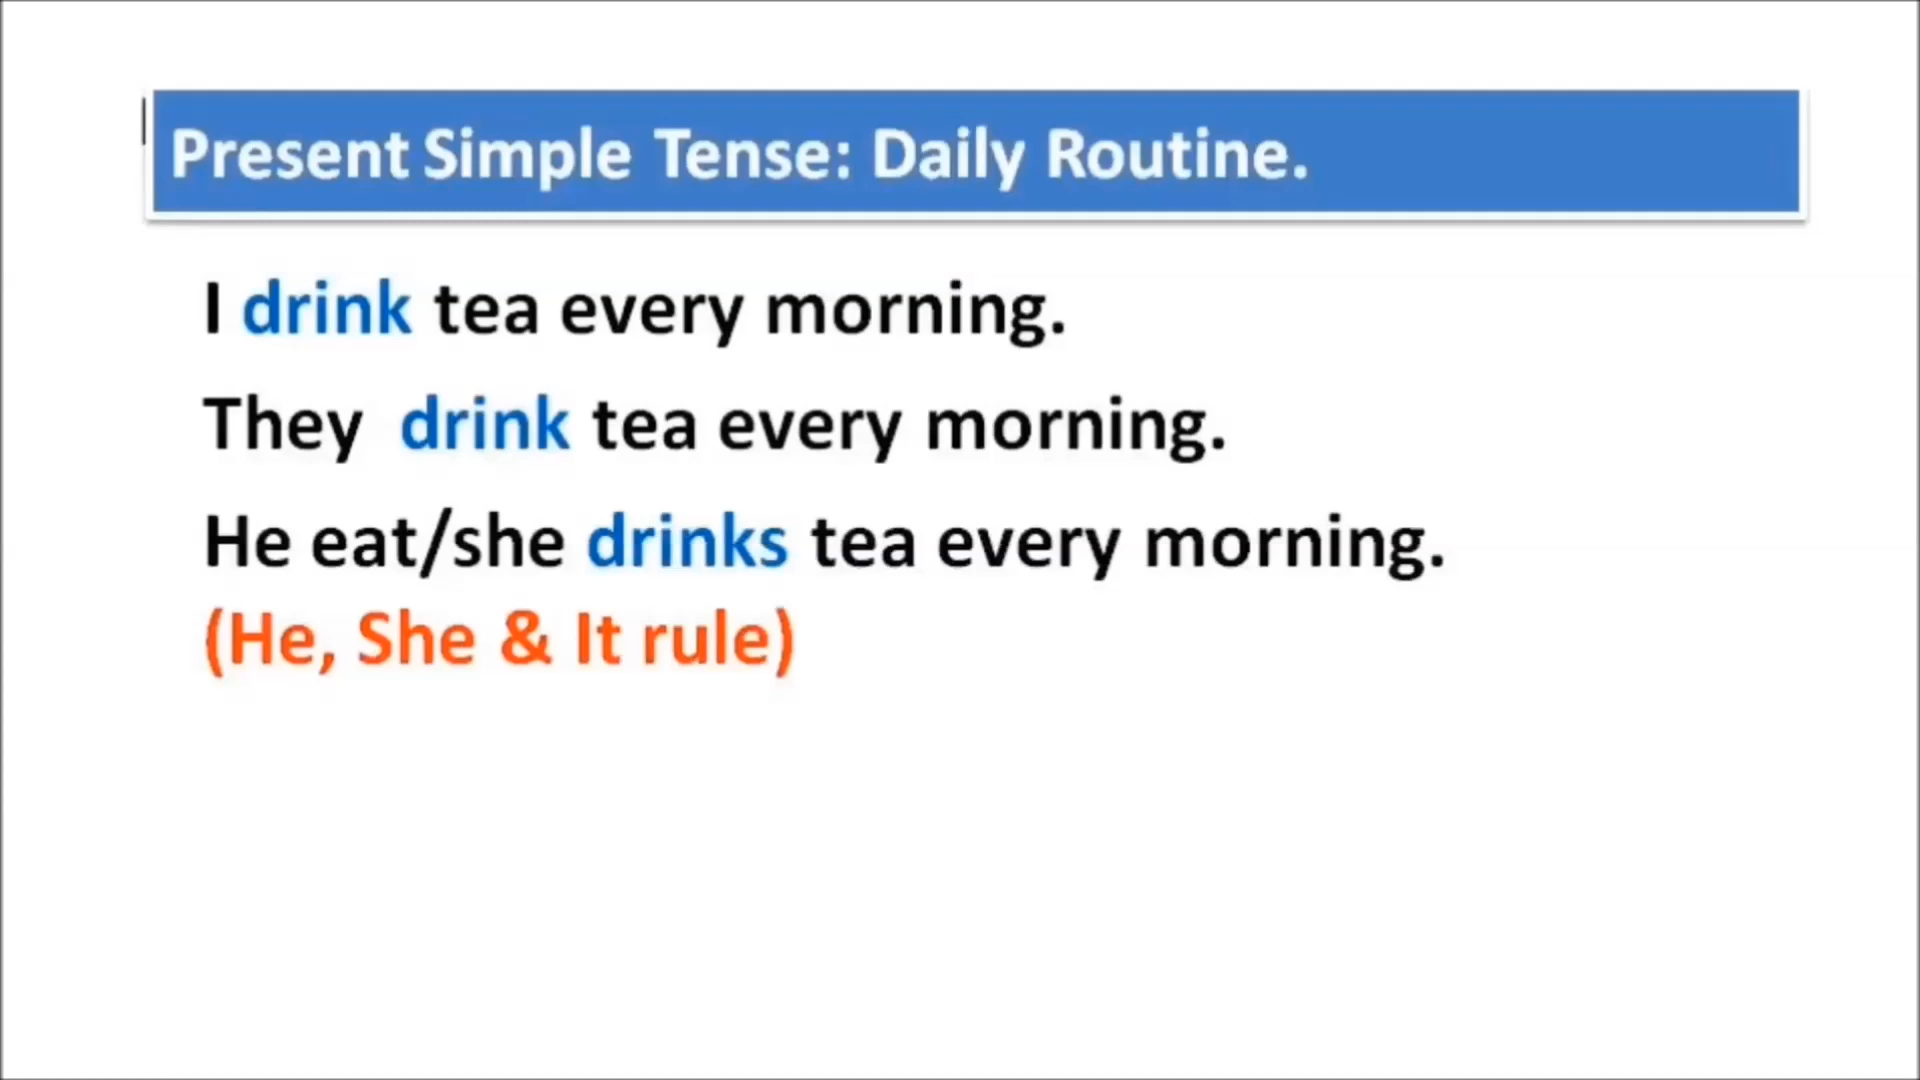 Present Simple Tense: Daily Routine.
I drink tea every morning.
They drink tea every morning.
He eat/she drinks tea every morning.
(He, She & It rule)